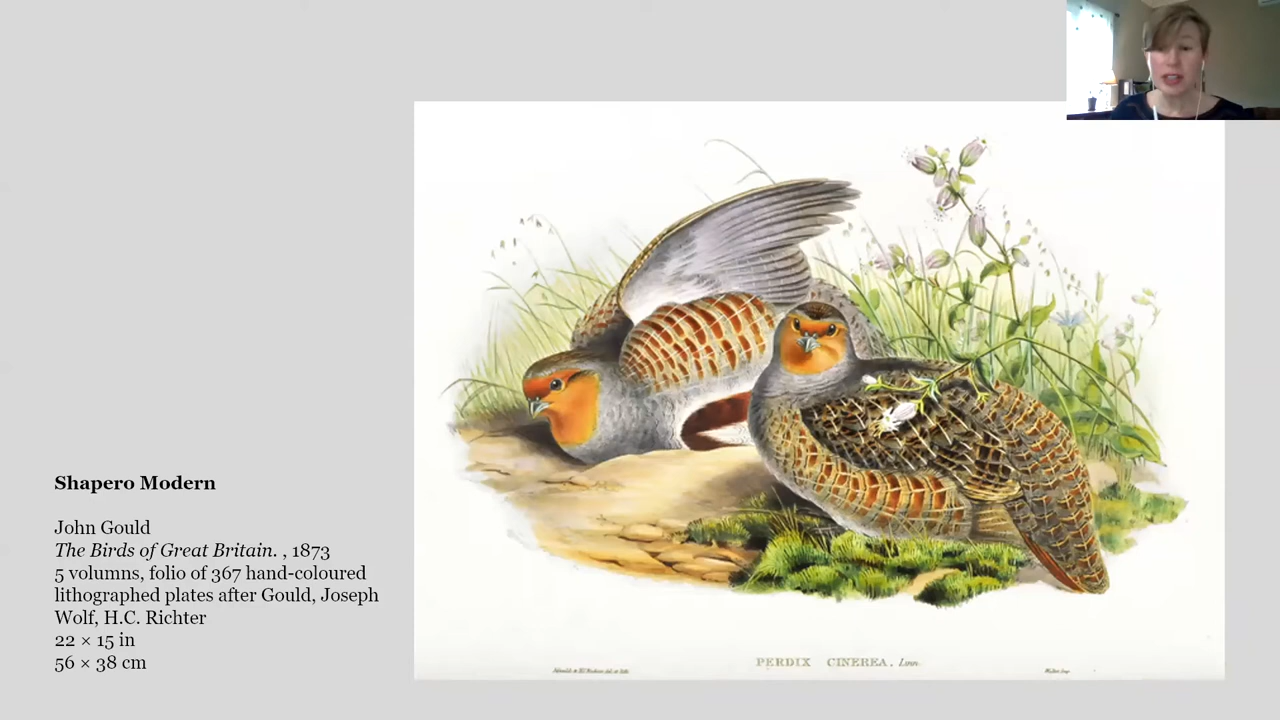 Shapero Modern
John Gould
The Birds of Great Britain. , 1873
5 volumns, folio of 367 hand-coloured
lithographed plates after Gould, Joseph
Wolf, H.C. Richter
22 × 15 in
56 × 38 cm
PERDIX CINEREA. Linn.